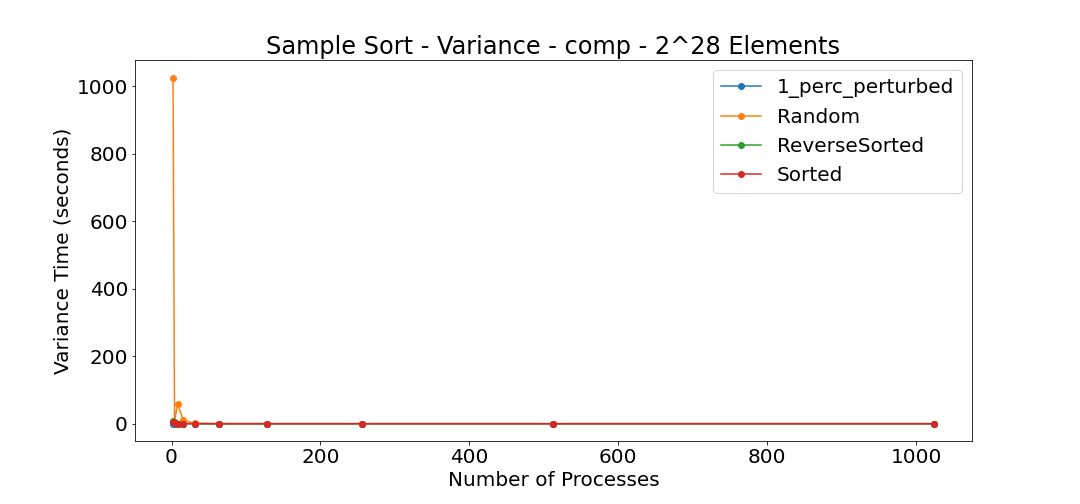 Sample Sort - Variance - comp - 2^28 Elements
1_perc_perturbed
Random
ReverseSorted
Sorted
Variance Time (seconds)
1000
800
600
400
200
0
0 200 400 600 800 1000
Number of Processes